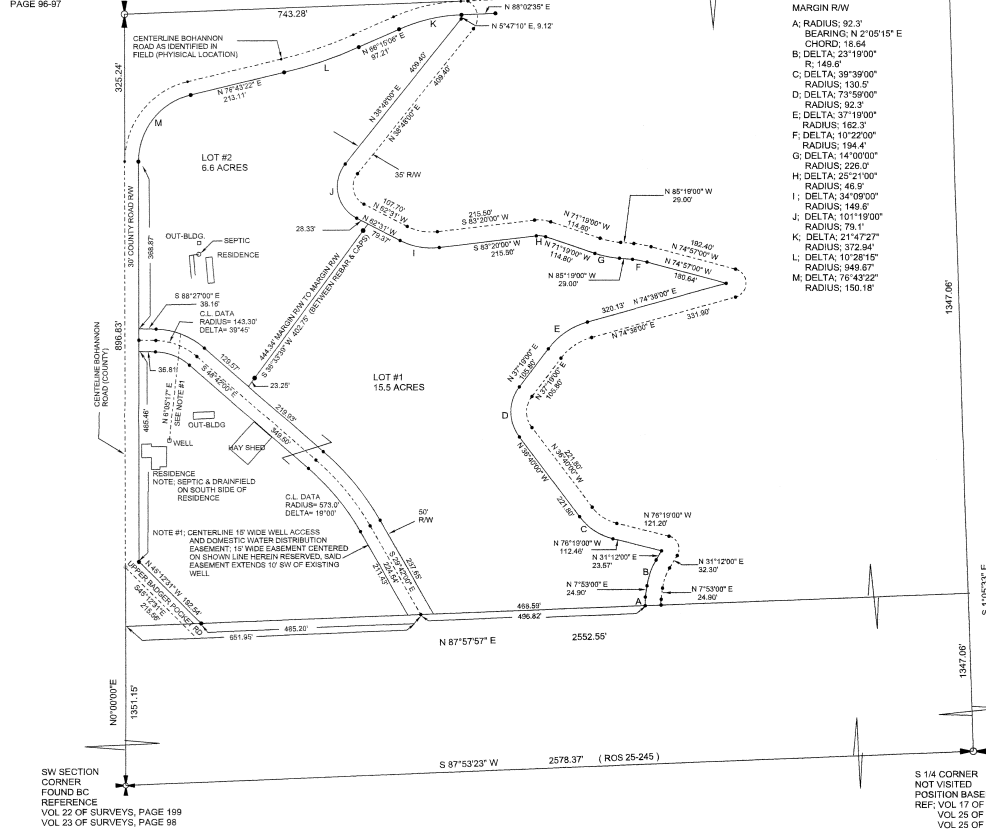 PAGE 96-97
743.28'
N 88°02'35" E
N 5°47'10 E, 9.12'
K
CENTERLINE BOHANNON
ROAD AS IDENTIFIED IN
FIELD (PHYSICAL LOCATION)
N 66°15'06" E
97.21'
L
325.24'
N 76°43'22" E
213.11'
M
409.40'
N 38°48'00" E
409.40'
N 38°48'00" E
LOT #2
6.6 ACRES
35' R/W
J
30' COUNTY ROAD R/W
368.87'
107.70'
N 62°31' W
28.33'
N 62°31' W
79.37'
I
215.50'
S 83°20'00" W
S 83°20'00" W
215.50'
H
N 71°19'00" W
114.60'
N 71°19'00" W
114.80'
G
F
N 85°19'00" W
29.00'
N 85°19'00" W
29.00'
192.40'
N 74°57'00" W
N 74°57'00" W
180.64'
OUT-BLDG.
SEPTIC
RESIDENCE
S 88°27'00" E
38.16'
C.L. DATA
RADIUS= 143.30'
DELTA= 39°45'
896.83'
CENTELINE BOHANNON
ROAD (COUNTY)
36.81'
129.57'
S 48°42'00" E
444.34' MARGIN R/W TO MARGIN R/W
S 38°33'39" W 402.75' (BETWEEN REBAR & CAPS)
23.25'
LOT #1
15.5 ACRES
320.13' N 74°38'00" E
N 74°38'00" E
331.90'
E
N 37°19'00" E
105.80'
N 37°19'00" E
105.80'
D
465.46'
N 6°05'17" E
SEE NOTE #1
OUT-BLDG
WELL
HAY SHED
219.93'
349.50'
RESIDENCE
NOTE; SEPTIC & DRAINFIELD
ON SOUTH SIDE OF
RESIDENCE
N 36°40'00" W
221.80'
221.80'
N 36°40'00" W
C
C.L. DATA
RADIUS= 573.0'
DELTA= 19°00'
50'
R/W
NOTE #1; CENTERLINE 15' WIDE WELL ACCESS
AND DOMESTIC WATER DISTRIBUTION
EASEMENT; 15' WIDE EASEMENT CENTERED
ON SHOWN LINE HEREIN RESERVED, SAID
EASEMENT EXTENDS 10' SW OF EXISTING
WELL
N 76°19'00" W
121.20'
N 76°19'00" W
112.46'
N 31°12'00" E
23.67'
B
N 31°12'00" E
32.30'
N 7°53'00" E
24.90'
N 7°53'00" E
24.90'
A
S 29°42'00" E
224.54'
237.65'
211.43'
N 45°12'31" W 192.54'
UPPER BADGER POCKET RD
S45°12'31"E
468.59'
496.82'
465.20'
651.95'
N 87°57'57" E
2552.55'
N0°00'00"E
1351.15'
S 87°53'23" W
2578.37'
( ROS 25-245 )
1347.06'
1347.06'
S 1°05'33" E
SW SECTION
CORNER
FOUND BC
REFERENCE
VOL 22 OF SURVEYS, PAGE 199
VOL 23 OF SURVEYS, PAGE 98
S 1/4 CORNER
NOT VISITED
POSITION BASE
REF; VOL 17 OF
VOL 25 OF
VOL 25 OF
MARGIN R/W
A; RADIUS; 92.3'
BEARING; N 2°05'15" E
CHORD; 18.64
B; DELTA; 23°19'00"
R; 149.6'
C; DELTA; 39°39'00"
RADIUS; 130.5'
D; DELTA; 73°59'00"
RADIUS; 92.3'
E; DELTA; 37°19'00"
RADIUS; 162.3'
F; DELTA; 10°22'00"
RADIUS; 194.4'
G; DELTA; 14°00'00"
RADIUS; 226.0'
H; DELTA; 25°21'00"
RADIUS; 46.9'
I ; DELTA; 34°09'00"
RADIUS; 149.6'
J; DELTA; 101°19'00"
RADIUS; 79.1'
K; DELTA; 21°47'27"
RADIUS; 372.94'
L; DELTA; 10°28'15"
RADIUS; 949.67'
M; DELTA; 76°43'22"
RADIUS; 150.18'